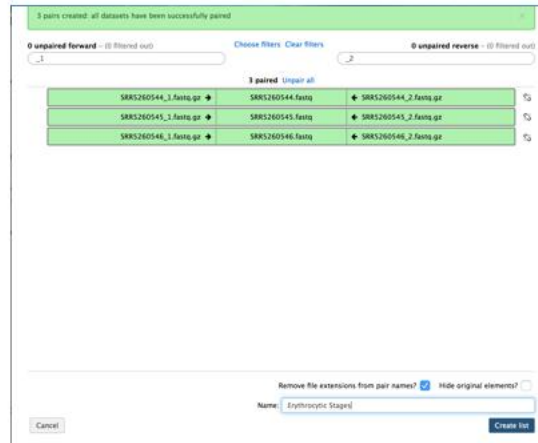 3 pairs created: all datasets have been successfully paired
0 unpaired forward - (0 filtered out) Choose filters Clear filters 0 unpaired reverse - (0 filtered out)
_1 _2
3 paired Unpair all
SRR5260544_1.fastq.gz → SRR5260544.fastq ← SRR5260544_2.fastq.gz
SRR5260545_1.fastq.gz → SRR5260545.fastq ← SRR5260545_2.fastq.gz
SRR5260546_1.fastq.gz → SRR5260546.fastq ← SRR5260546_2.fastq.gz
Remove file extensions from pair names? Hide original elements?
Name: Erythrocytic Stages
Cancel Create list